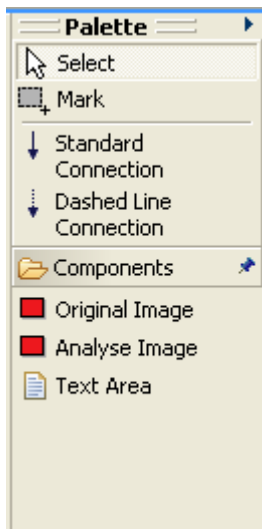 Palette
Select
Mark
Standard
Connection
Dashed Line
Connection
Components
Original Image
Analyse Image
Text Area